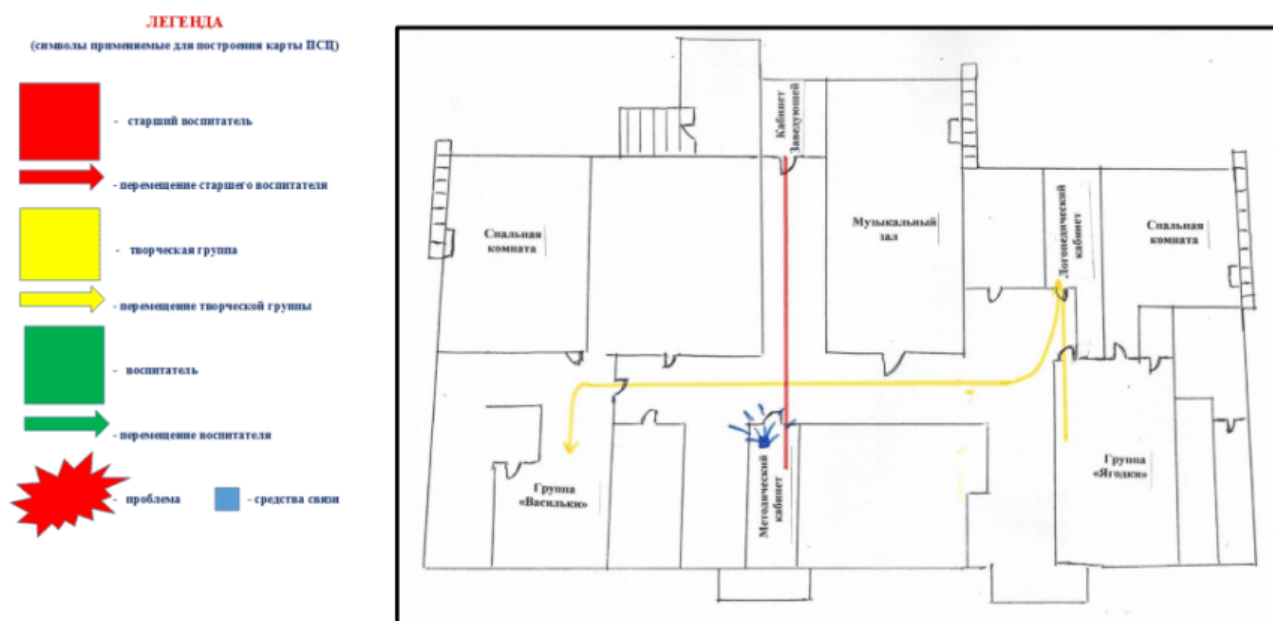 ЛЕГЕНДА
(символы применяемые для построения карты ПСЦ)
- старший воспитатель
- перемещение старшего воспитателя
- творческая группа
- перемещение творческой группы
- воспитатель
- перемещение воспитателя
- проблема
- средства связи
Кабинет
Заведующей
Спальная
комната
Музыкальный
зал
Логопедический
кабинет
Спальная
комната
Группа
«Васильки»
Методический
кабинет
Группа
«Ягодки»